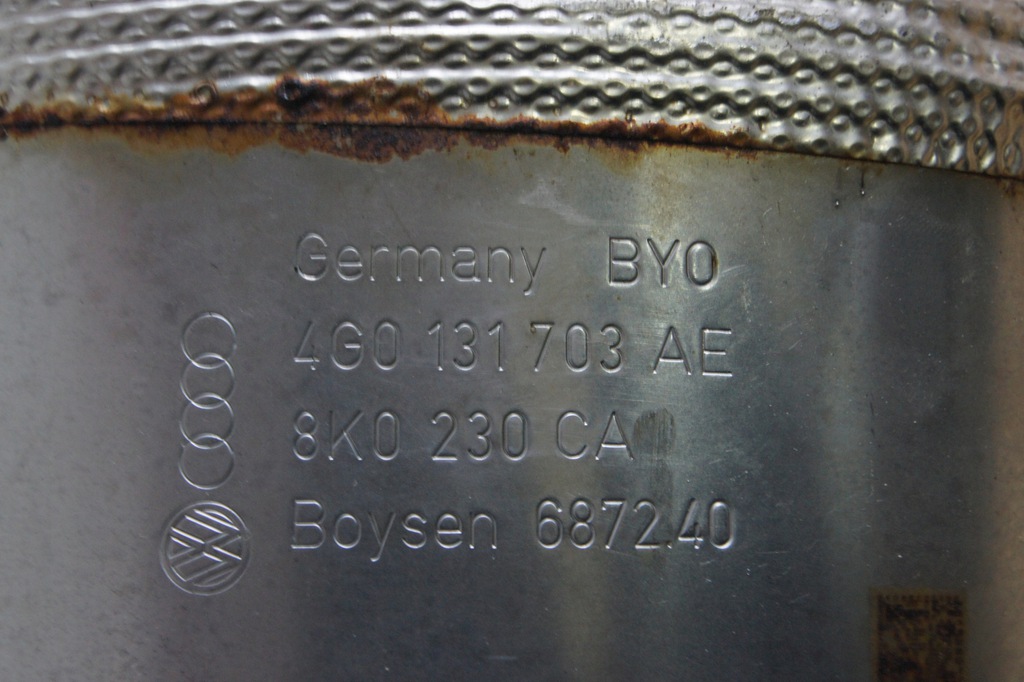 Germany BYO
4G0 131 703 AE
8K0 230 CA
Boysen 6872.40